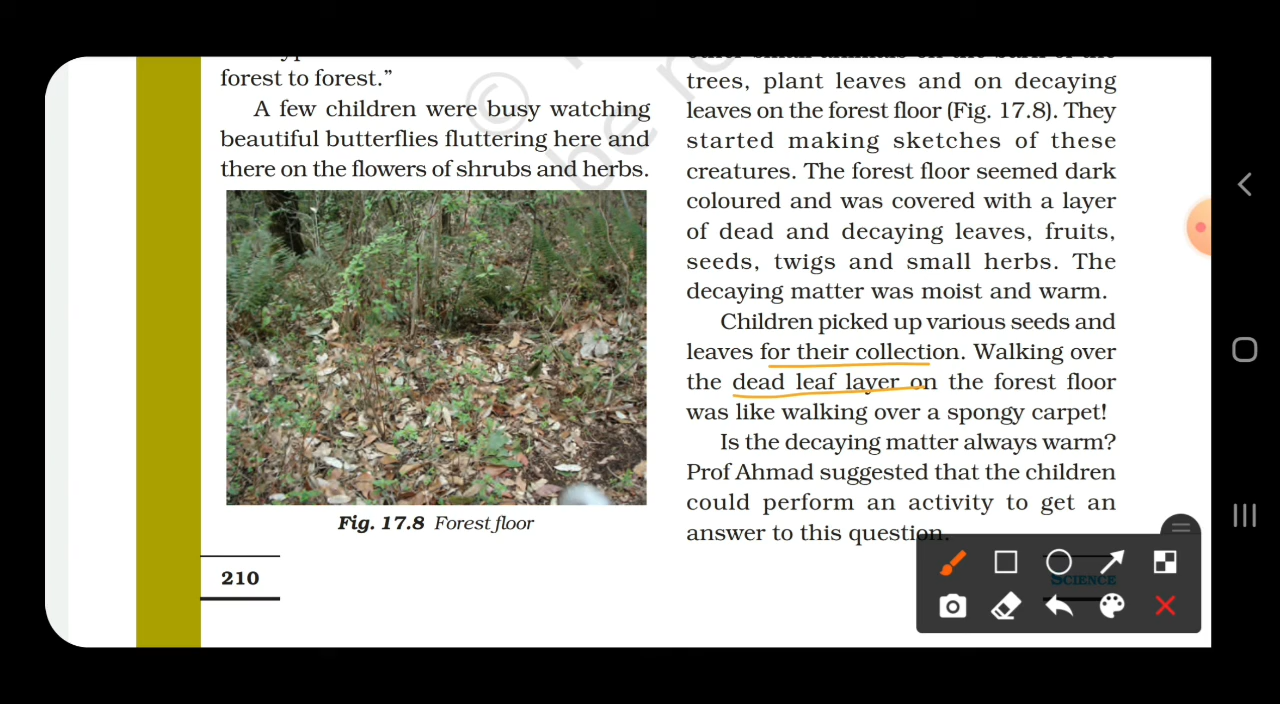 forest to forest.”
A few children were busy watching
beautiful butterflies fluttering here and
there on the flowers of shrubs and herbs.
Fig. 17.8 Forest floor
210
trees, plant leaves and on decaying
leaves on the forest floor (Fig. 17.8). They
started making sketches of these
creatures. The forest floor seemed dark
coloured and was covered with a layer
of dead and decaying leaves, fruits,
seeds, twigs and small herbs. The
decaying matter was moist and warm.
Children picked up various seeds and
leaves for their collection. Walking over
the dead leaf layer on the forest floor
was like walking over a spongy carpet!
Is the decaying matter always warm?
Prof Ahmad suggested that the children
could perform an activity to get an
answer to this question.
SCIENCE